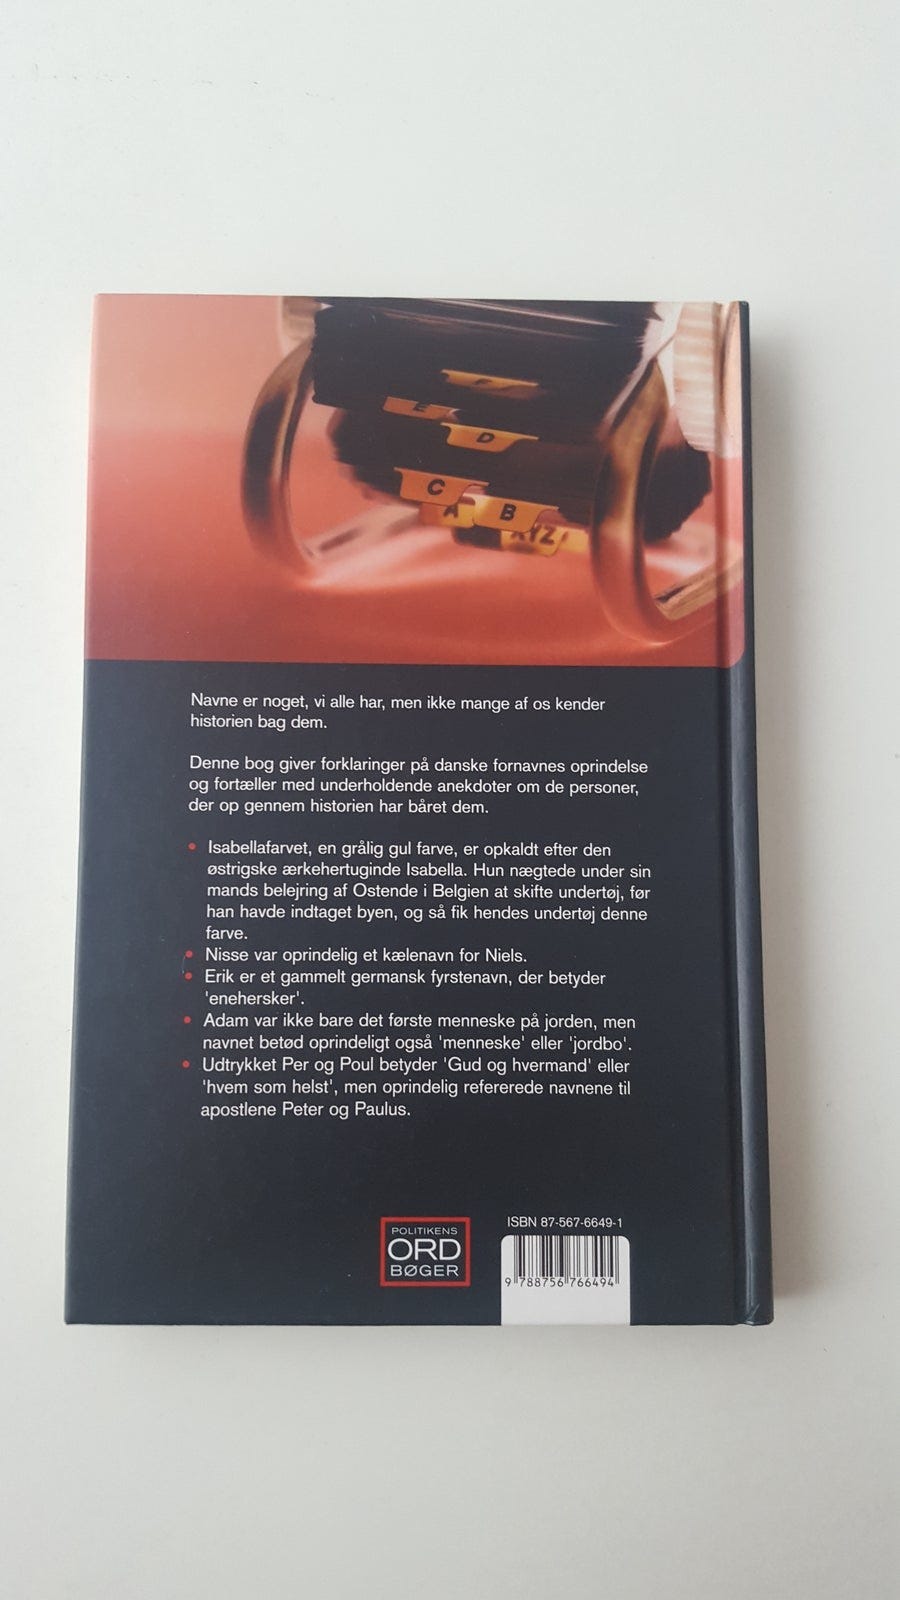 F
E
D
C
A B
XYZ
Navne er noget, vi alle har, men ikke mange af os kender
historien bag dem.
Denne bog giver forklaringer på danske fornavnes oprindelse
og fortæller med underholdende anekdoter om de personer,
der op gennem historien har båret dem.
• Isabellafarvet, en grålig gul farve, er opkaldt efter den
østrigske ærkehertuginde Isabella. Hun nægtede under sin
mands belejring af Ostende i Belgien at skifte undertøj, før
han havde indtaget byen, og så fik hendes undertøj denne
farve.
• Nisse var oprindelig et kælenavn for Niels.
• Erik er et gammelt germansk fyrstenavn, der betyder
'enehersker'.
• Adam var ikke bare det første menneske på jorden, men
navnet betød oprindeligt også 'menneske' eller 'jordbo'.
• Udtrykket Per og Poul betyder 'Gud og hvermand' eller
'hvem som helst', men oprindelig refererede navnene til
apostlene Peter og Paulus.
POLITIKENS
ORD
BØGER
ISBN 87-567-6649-1
9 788756 766494